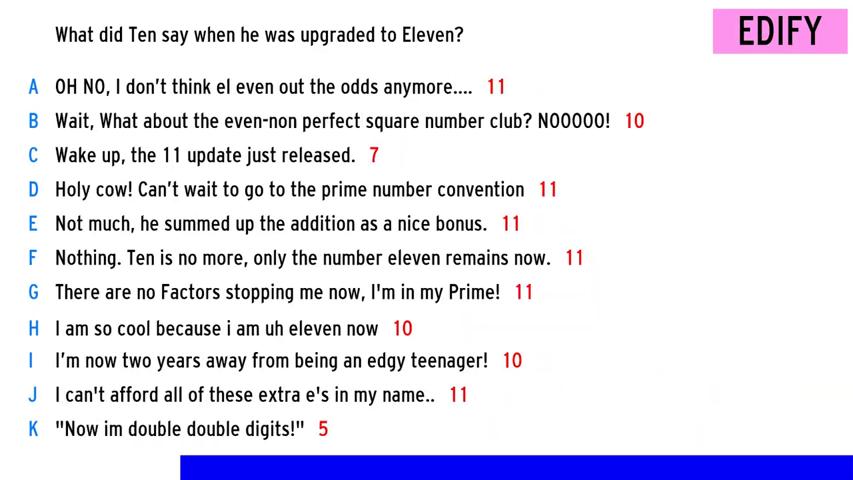 What did Ten say when he was upgraded to Eleven?
EDIFY
A OH NO, I don't think el even out the odds anymore.... 11
B Wait, What about the even-non perfect square number club? NOOOOO! 10
C Wake up, the 11 update just released. 7
D Holy cow! Can't wait to go to the prime number convention 11
E Not much, he summed up the addition as a nice bonus. 11
F Nothing. Ten is no more, only the number eleven remains now. 11
G There are no Factors stopping me now, I'm in my Prime! 11
H I am so cool because i am uh eleven now 10
I I'm now two years away from being an edgy teenager! 10
J I can't afford all of these extra e's in my name.. 11
K "Now im double double digits!" 5